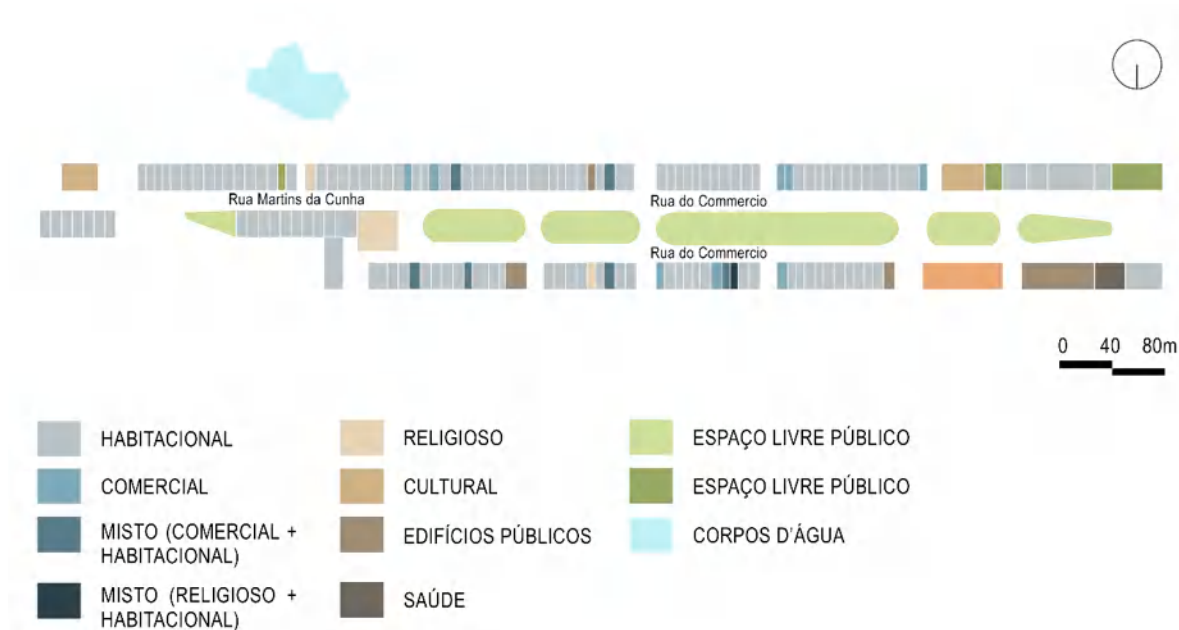 Rua Martins da Cunha
Rua do Commercio
Rua do Commercio
0 40 80m
HABITACIONAL
COMERCIAL
MISTO (COMERCIAL +
HABITACIONAL)
MISTO (RELIGIOSO +
HABITACIONAL)
RELIGIOSO
CULTURAL
EDIFÍCIOS PÚBLICOS
SAÚDE
ESPAÇO LIVRE PÚBLICO
ESPAÇO LIVRE PÚBLICO
CORPOS D'ÁGUA